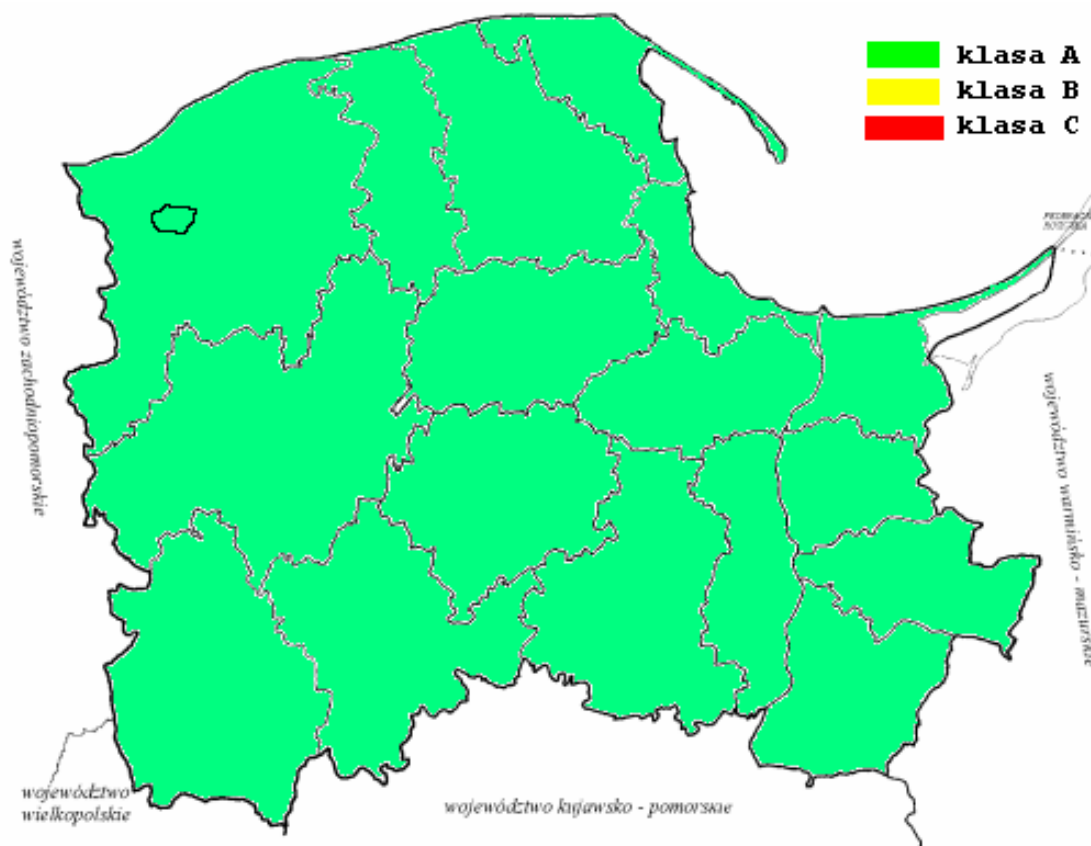 klasa A
klasa B
klasa C
województwo zachodniopomorskie
województwo warmińsko - mazurskie
województwo
wielkopolskie
województwo kujawsko - pomorskie